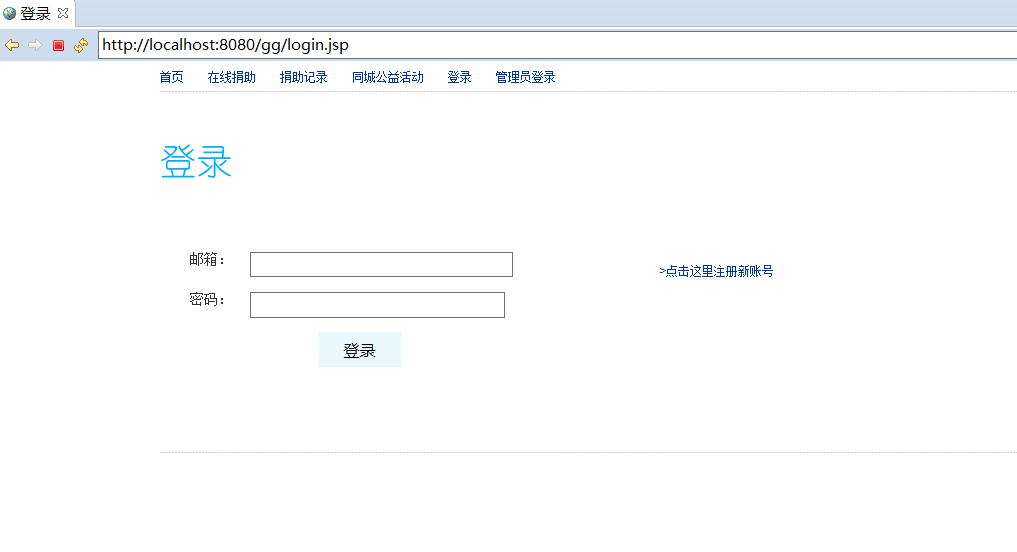 登录
http://localhost:8080/gg/login.jsp
首页 在线捐助 捐助记录 同城公益活动 登录 管理员登录
登录
邮箱：
>点击这里注册新账号
密码：
登录